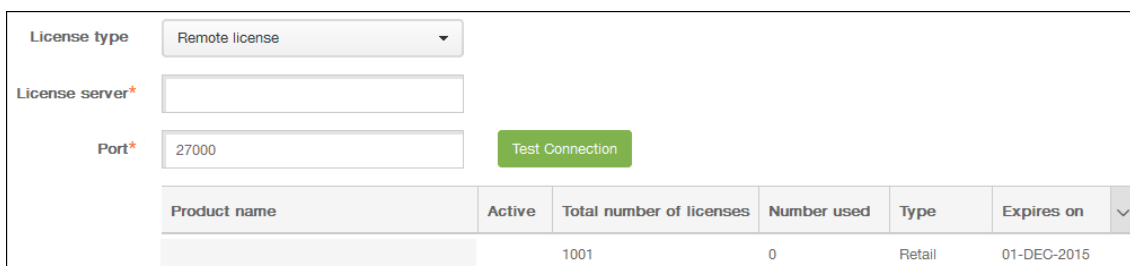 License type Remote license
License server*
Port* 27000 Test Connection
Product name Active Total number of licenses Number used Type Expires on
1001 0 Retail 01-DEC-2015